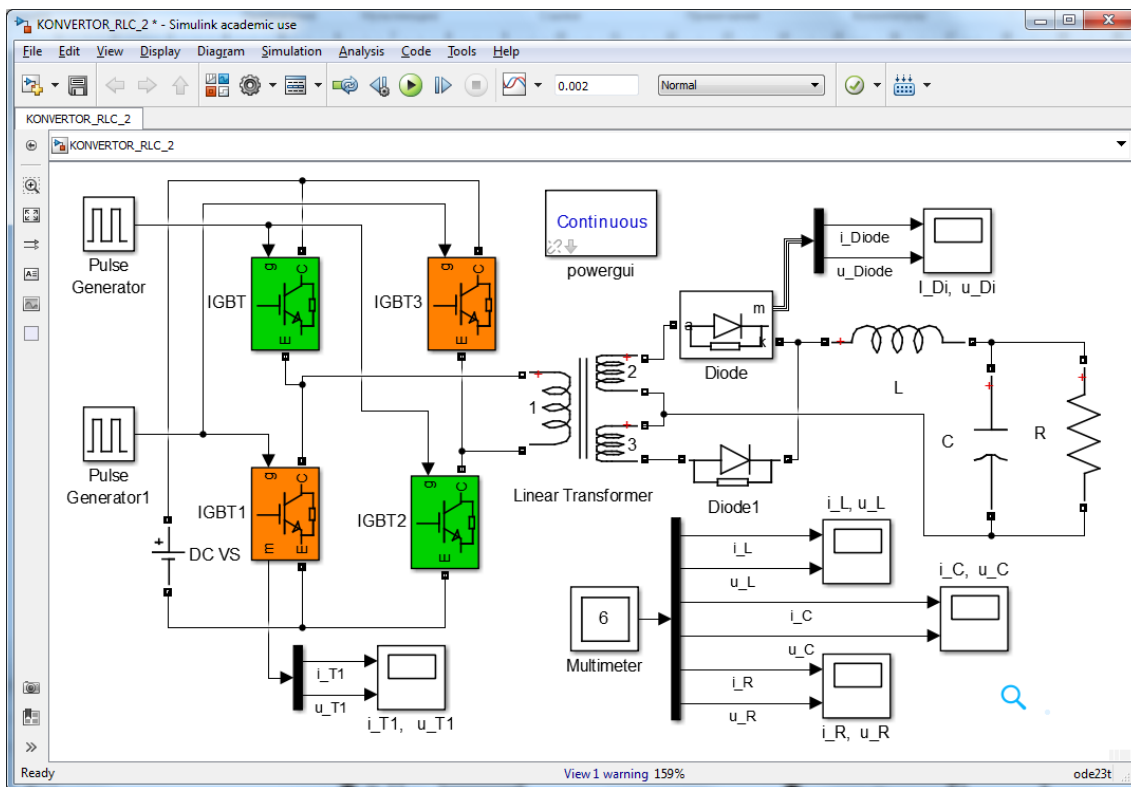 KONVERTOR_RLC_2 * - Simulink academic use
File Edit View Display Diagram Simulation Analysis Code Tools Help
0.002 Normal
KONVERTOR_RLC_2
KONVERTOR_RLC_2
Pulse
Generator
g C
E
IGBT
g C
E
IGBT3
Continuous
powergui
i_Diode
u_Diode
I_Di, u_Di
m
a k
Diode
+
L
1 +
+ 2
+ 3
Linear Transformer
Diode1
+
C
+
R
Pulse
Generator1
g C
m E
IGBT1
g C
E
IGBT2
+
DC VS
i_T1
u_T1
i_T1, u_T1
6
Multimeter
i_L
u_L
i_C
u_C
i_R
u_R
i_L, u_L
i_C, u_C
i_R, u_R
Ready View 1 warning 159% ode23t